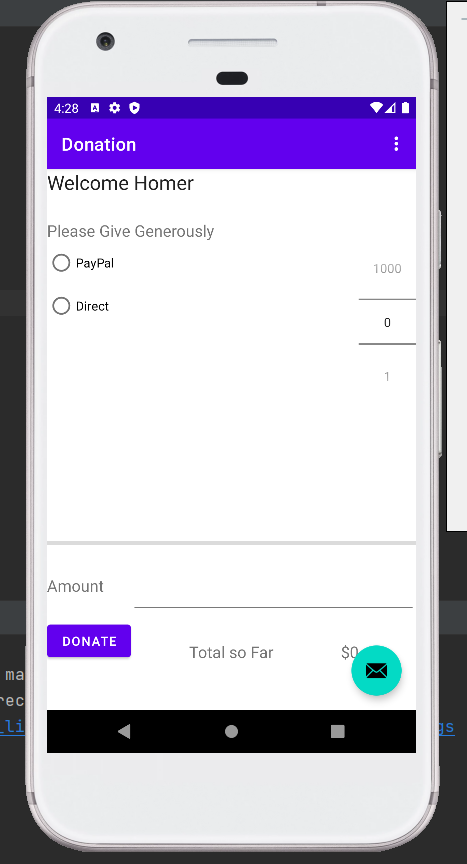 4:28
Donation
Welcome Homer
Please Give Generously
PayPal
1000
Direct
0
1
Amount
DONATE
Total so Far
$0
ma
rec
_li
gs